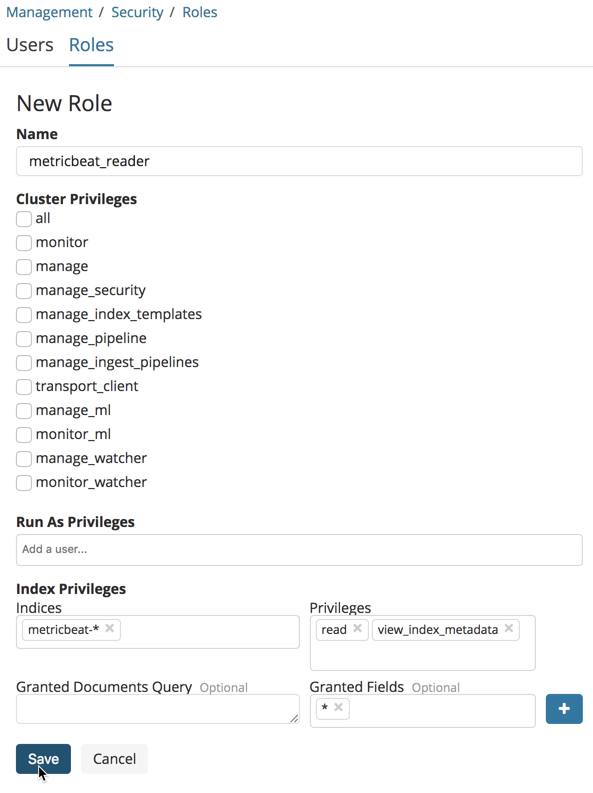 Management / Security / Roles
Users Roles
New Role
Name
metricbeat_reader
Cluster Privileges
all
monitor
manage
manage_security
manage_index_templates
manage_pipeline
manage_ingest_pipelines
transport_client
manage_ml
monitor_ml
manage_watcher
monitor_watcher
Run As Privileges
Add a user...
Index Privileges
Indices Privileges
metricbeat-* × read × view_index_metadata ×
Granted Documents Query Optional Granted Fields Optional
* × +
Save Cancel